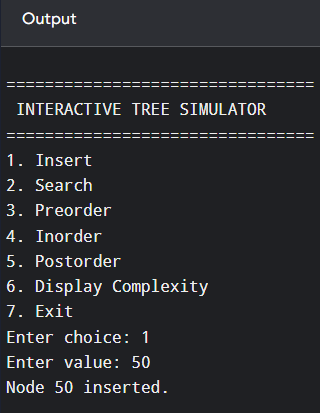 Output
================================
INTERACTIVE TREE SIMULATOR
================================
1. Insert
2. Search
3. Preorder
4. Inorder
5. Postorder
6. Display Complexity
7. Exit
Enter choice: 1
Enter value: 50
Node 50 inserted.